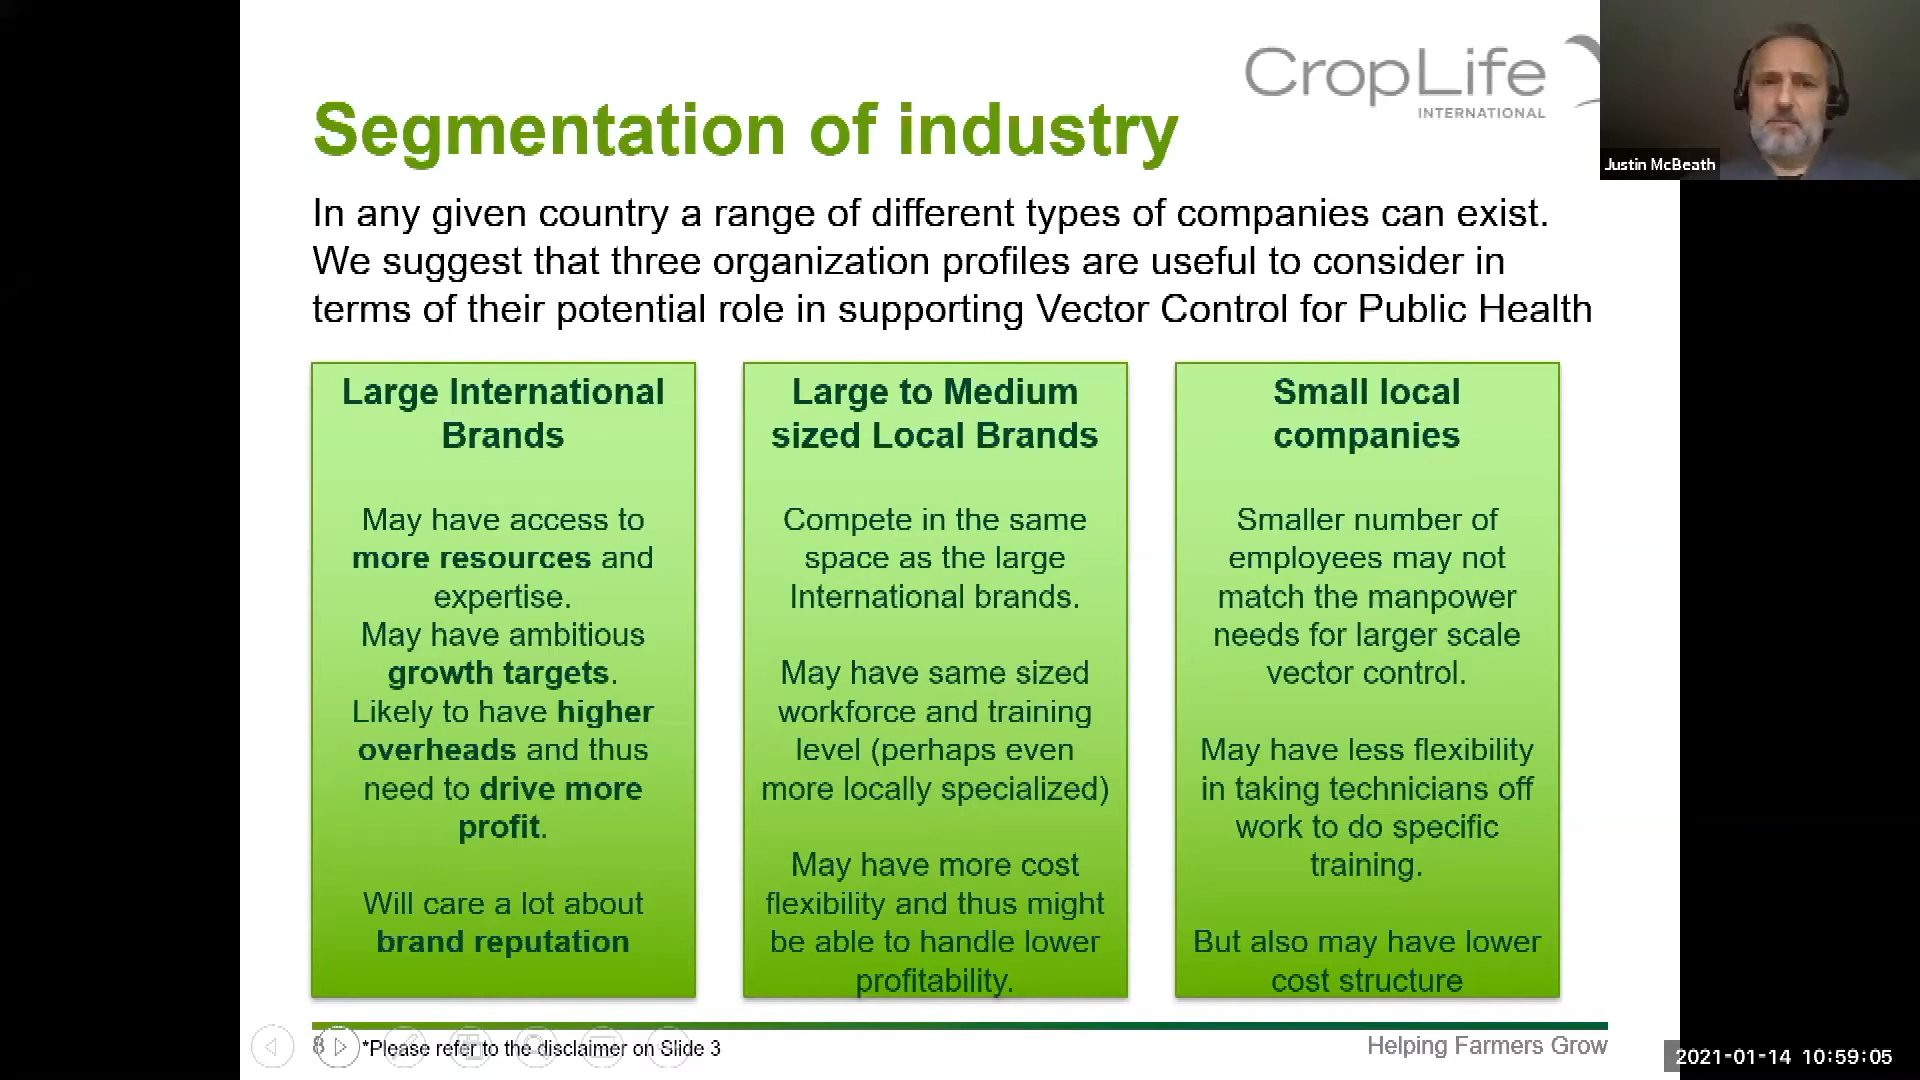 CropLife
INTERNATIONAL
Justin McBeath
Segmentation of industry
In any given country a range of different types of companies can exist.
We suggest that three organization profiles are useful to consider in
terms of their potential role in supporting Vector Control for Public Health
Large International
Brands
May have access to
more resources and
expertise.
May have ambitious
growth targets.
Likely to have higher
overheads and thus
need to drive more
profit.
Will care a lot about
brand reputation
Large to Medium
sized Local Brands
Compete in the same
space as the large
International brands.
May have same sized
workforce and training
level (perhaps even
more locally specialized)
May have more cost
flexibility and thus might
be able to handle lower
profitability.
Small local
companies
Smaller number of
employees may not
match the manpower
needs for larger scale
vector control.
May have less flexibility
in taking technicians off
work to do specific
training.
But also may have lower
cost structure
8
*Please refer to the disclaimer on Slide 3
Helping Farmers Grow
2021-01-14 10:59:05